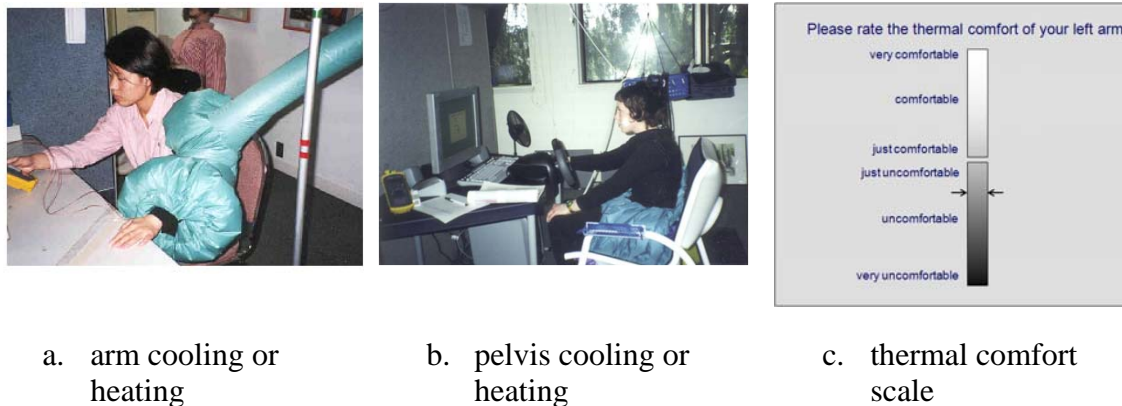 Please rate the thermal comfort of your left arm
very comfortable
comfortable
just comfortable
just uncomfortable
uncomfortable
very uncomfortable
a. arm cooling or
heating
b. pelvis cooling or
heating
c. thermal comfort
scale